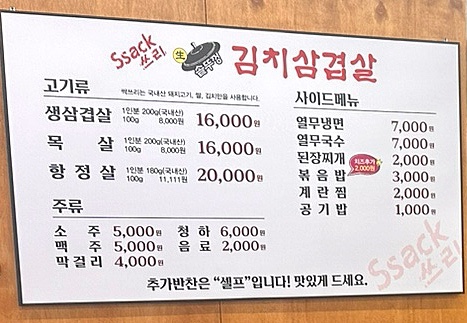 Ssack
쓰리
生
솥뚜껑
김치삼겹살
고기류
싹쓰리는 국내산 돼지고기, 쌀, 김치만을 사용합니다.
생삼겹살 1인분 200g(국내산) 100g 8,000원 16,000원
목살 1인분 200g(국내산) 100g 8,000원 16,000원
항정살 1인분 180g(국내산) 100g 11,111원 20,000원
주류
소주 5,000원 청하 6,000원
맥주 5,000원 음료 2,000원
막걸리 4,000원
사이드메뉴
열무냉면 7,000원
열무국수 7,000원
된장찌개 치즈추가 2,000원 2,000원
볶음밥 3,000원
계란찜 2,000원
공기밥 1,000원
추가반찬은 “셀프”입니다! 맛있게 드세요.
Ssack
쓰리